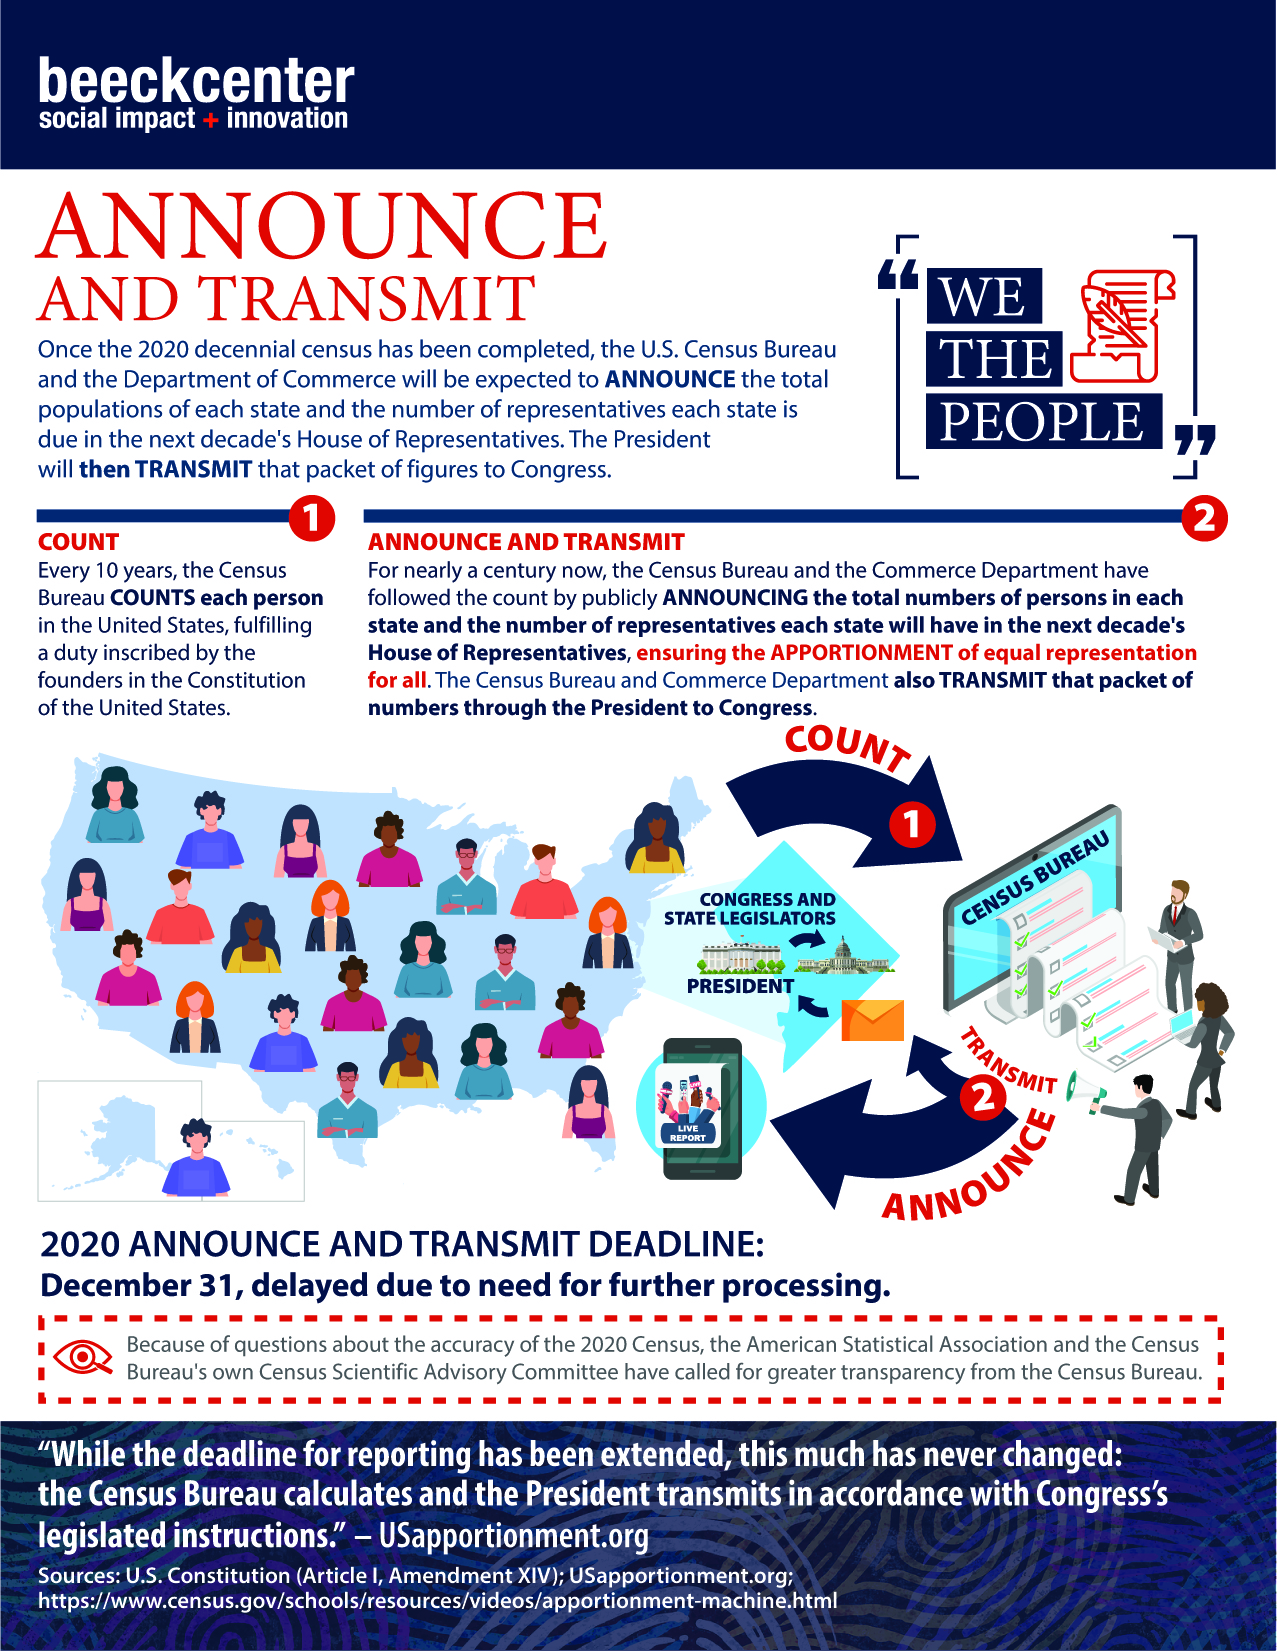 beeckcenter
social impact + innovation
ANNOUNCE
AND TRANSMIT
Once the 2020 decennial census has been completed, the U.S. Census Bureau
and the Department of Commerce will be expected to ANNOUNCE the total
populations of each state and the number of representatives each state is
due in the next decade's House of Representatives. The President
will then TRANSMIT that packet of figures to Congress.
“
WE
THE
PEOPLE
”
1
COUNT
Every 10 years, the Census
Bureau COUNTS each person
in the United States, fulfilling
a duty inscribed by the
founders in the Constitution
of the United States.
2
ANNOUNCE AND TRANSMIT
For nearly a century now, the Census Bureau and the Commerce Department have
followed the count by publicly ANNOUNCING the total numbers of persons in each
state and the number of representatives each state will have in the next decade's
House of Representatives, ensuring the APPORTIONMENT of equal representation
for all. The Census Bureau and Commerce Department also TRANSMIT that packet of
numbers through the President to Congress.
COUNT
1
CENSUS BUREAU
CONGRESS AND
STATE LEGISLATORS
PRESIDENT
TRANSMIT
2
ANNOUNCE
LIVE
REPORT
2020 ANNOUNCE AND TRANSMIT DEADLINE:
December 31, delayed due to need for further processing.
Because of questions about the accuracy of the 2020 Census, the American Statistical Association and the Census
Bureau's own Census Scientific Advisory Committee have called for greater transparency from the Census Bureau.
“While the deadline for reporting has been extended, this much has never changed:
the Census Bureau calculates and the President transmits in accordance with Congress’s
legislated instructions.” – USapportionment.org
Sources: U.S. Constitution (Article I, Amendment XIV); USapportionment.org;
https://www.census.gov/schools/resources/videos/apportionment-machine.html